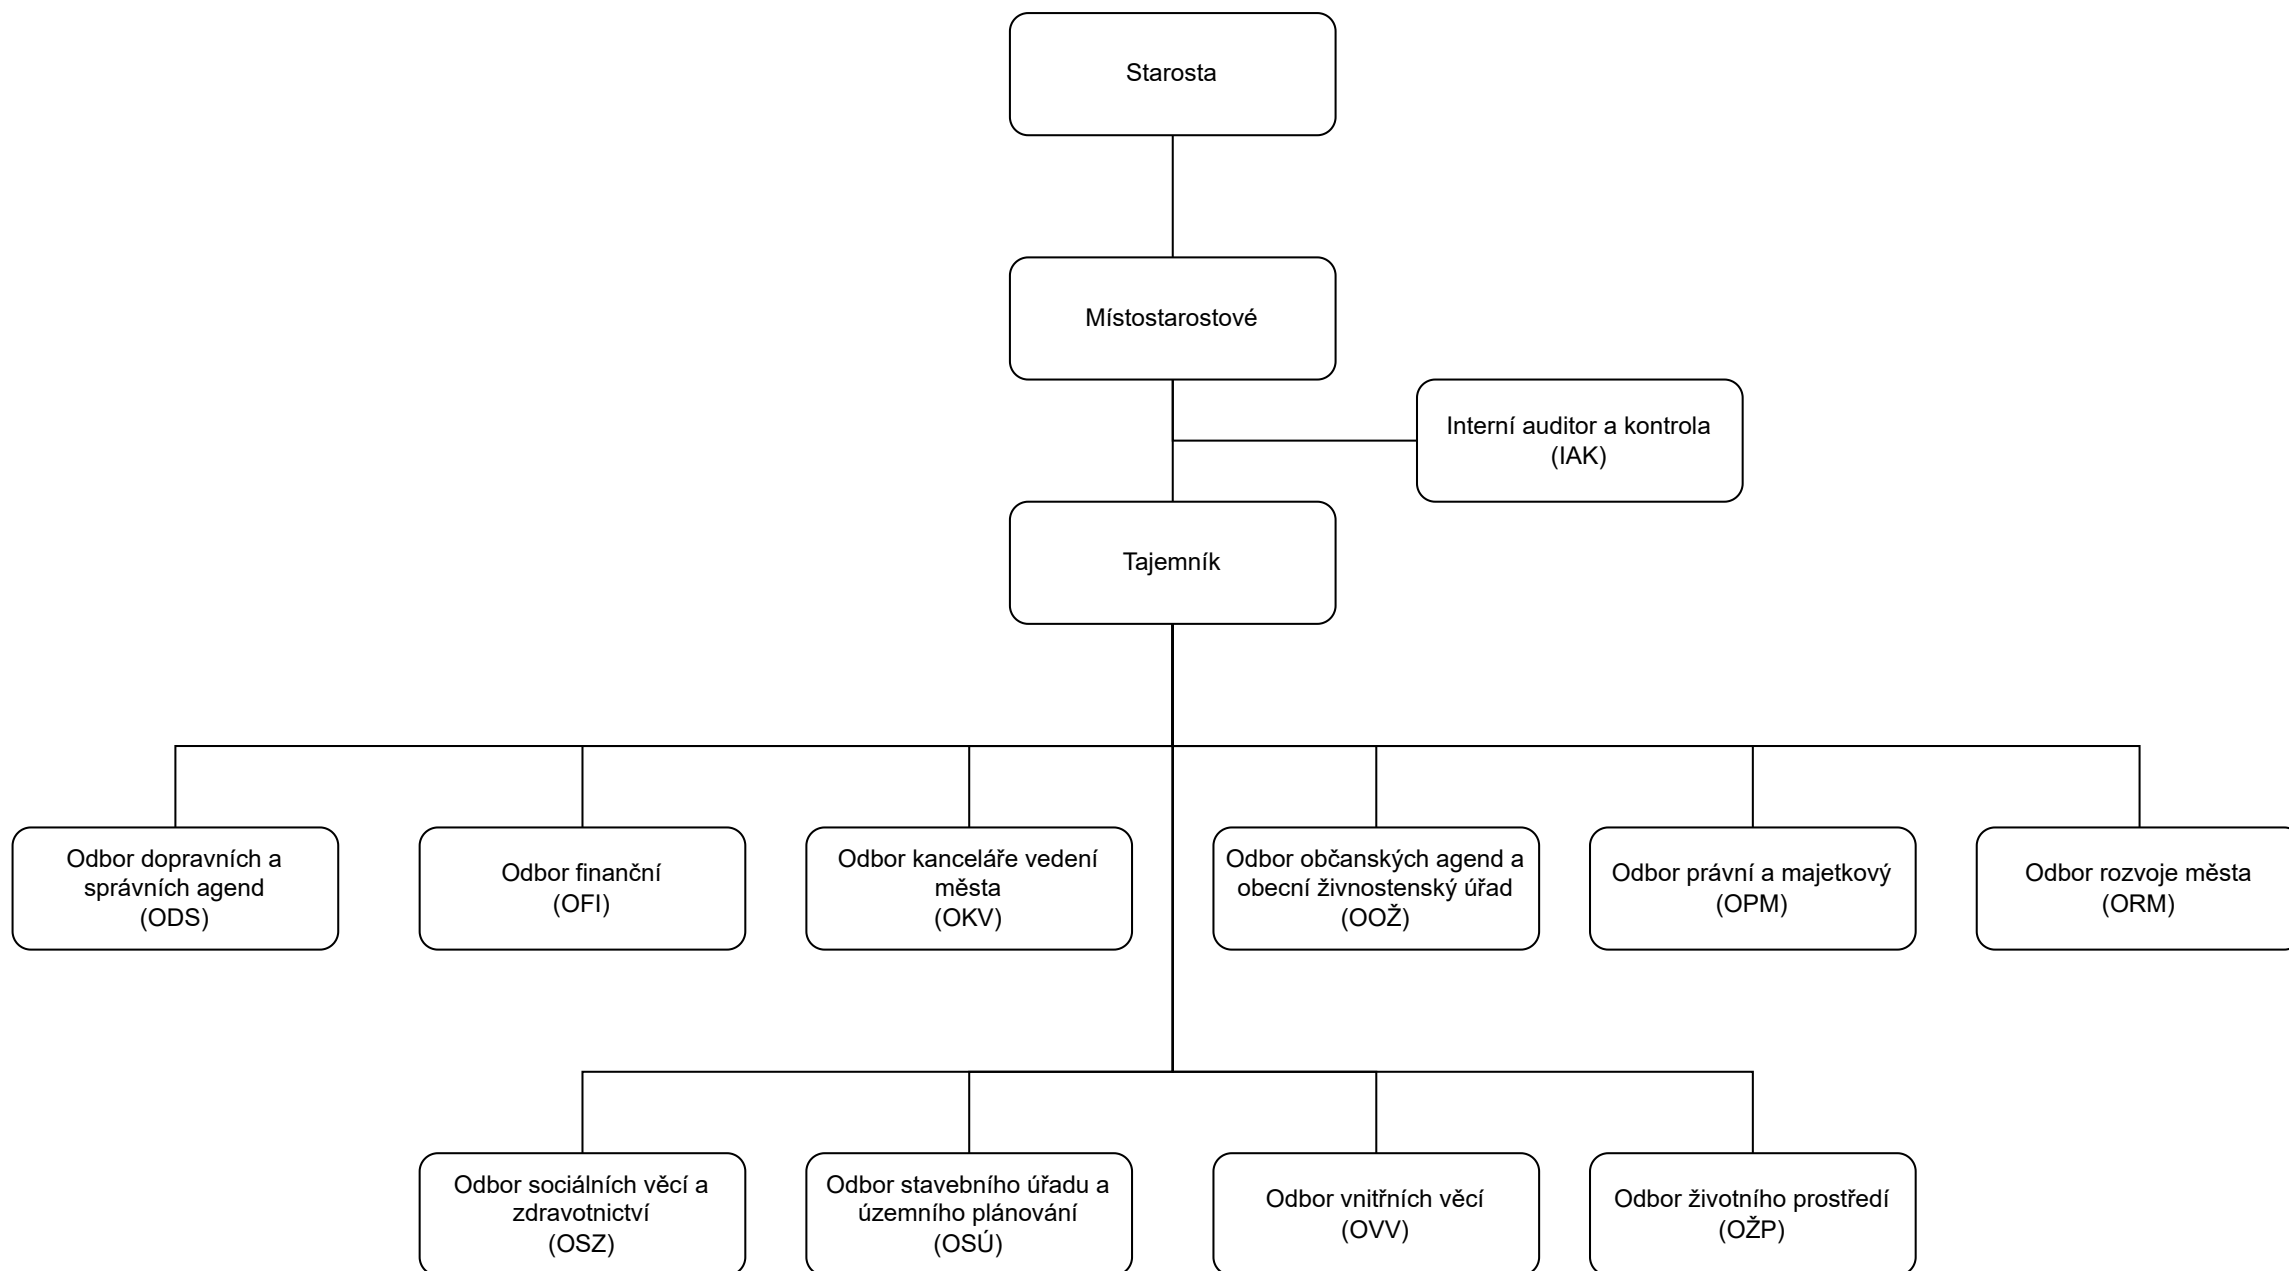 Starosta
Místostarostové
Interní auditor a kontrola
(IAK)
Tajemník
Odbor dopravních a
správních agend
(ODS)
Odbor finanční
(OFI)
Odbor kanceláře vedení
města
(OKV)
Odbor občanských agend a
obecní živnostenský úřad
(OOŽ)
Odbor právní a majetkový
(OPM)
Odbor rozvoje města
(ORM)
Odbor sociálních věcí a
zdravotnictví
(OSZ)
Odbor stavebního úřadu a
územního plánování
(OSÚ)
Odbor vnitřních věcí
(OVV)
Odbor životního prostředí
(OŽP)